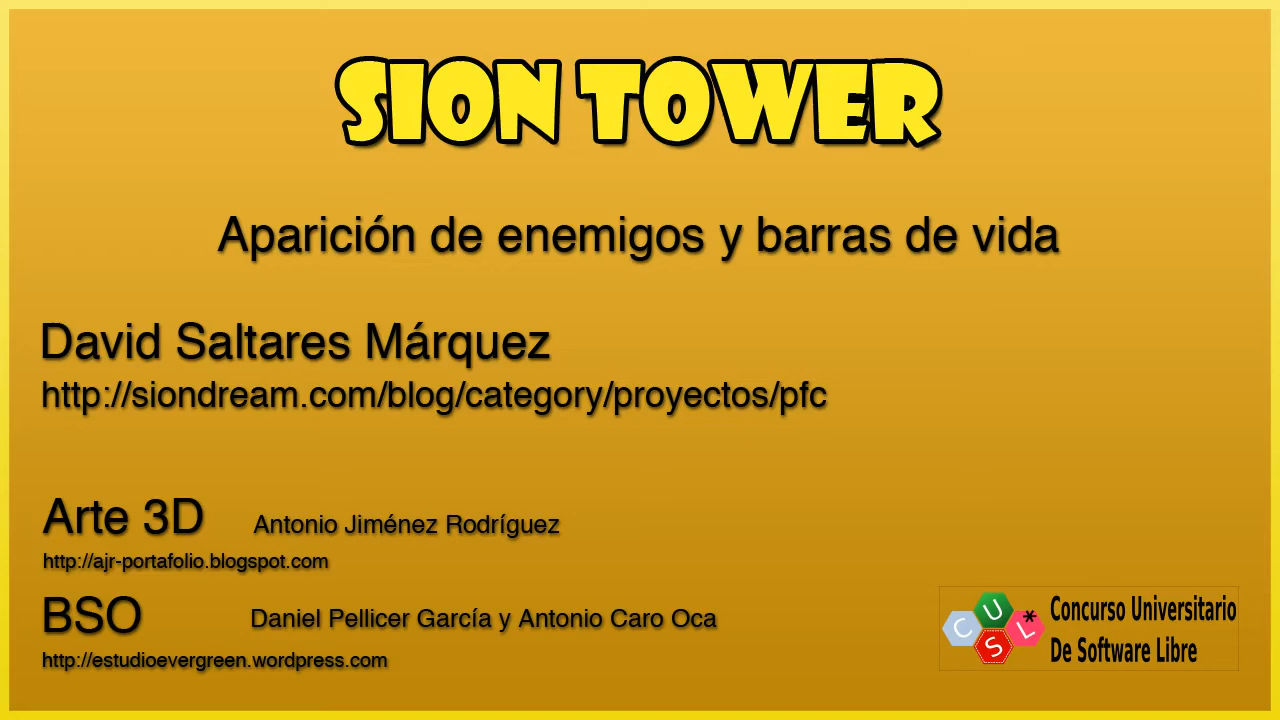 SION TOWER
Aparición de enemigos y barras de vida
David Saltares Márquez
http://siondream.com/blog/category/proyectos/pfc
Arte 3D Antonio Jiménez Rodríguez
http://ajr-portafolio.blogspot.com
BSO Daniel Pellicer García y Antonio Caro Oca
http://estudioevergreen.wordpress.com
C U S L* Concurso Universitario
De Software Libre